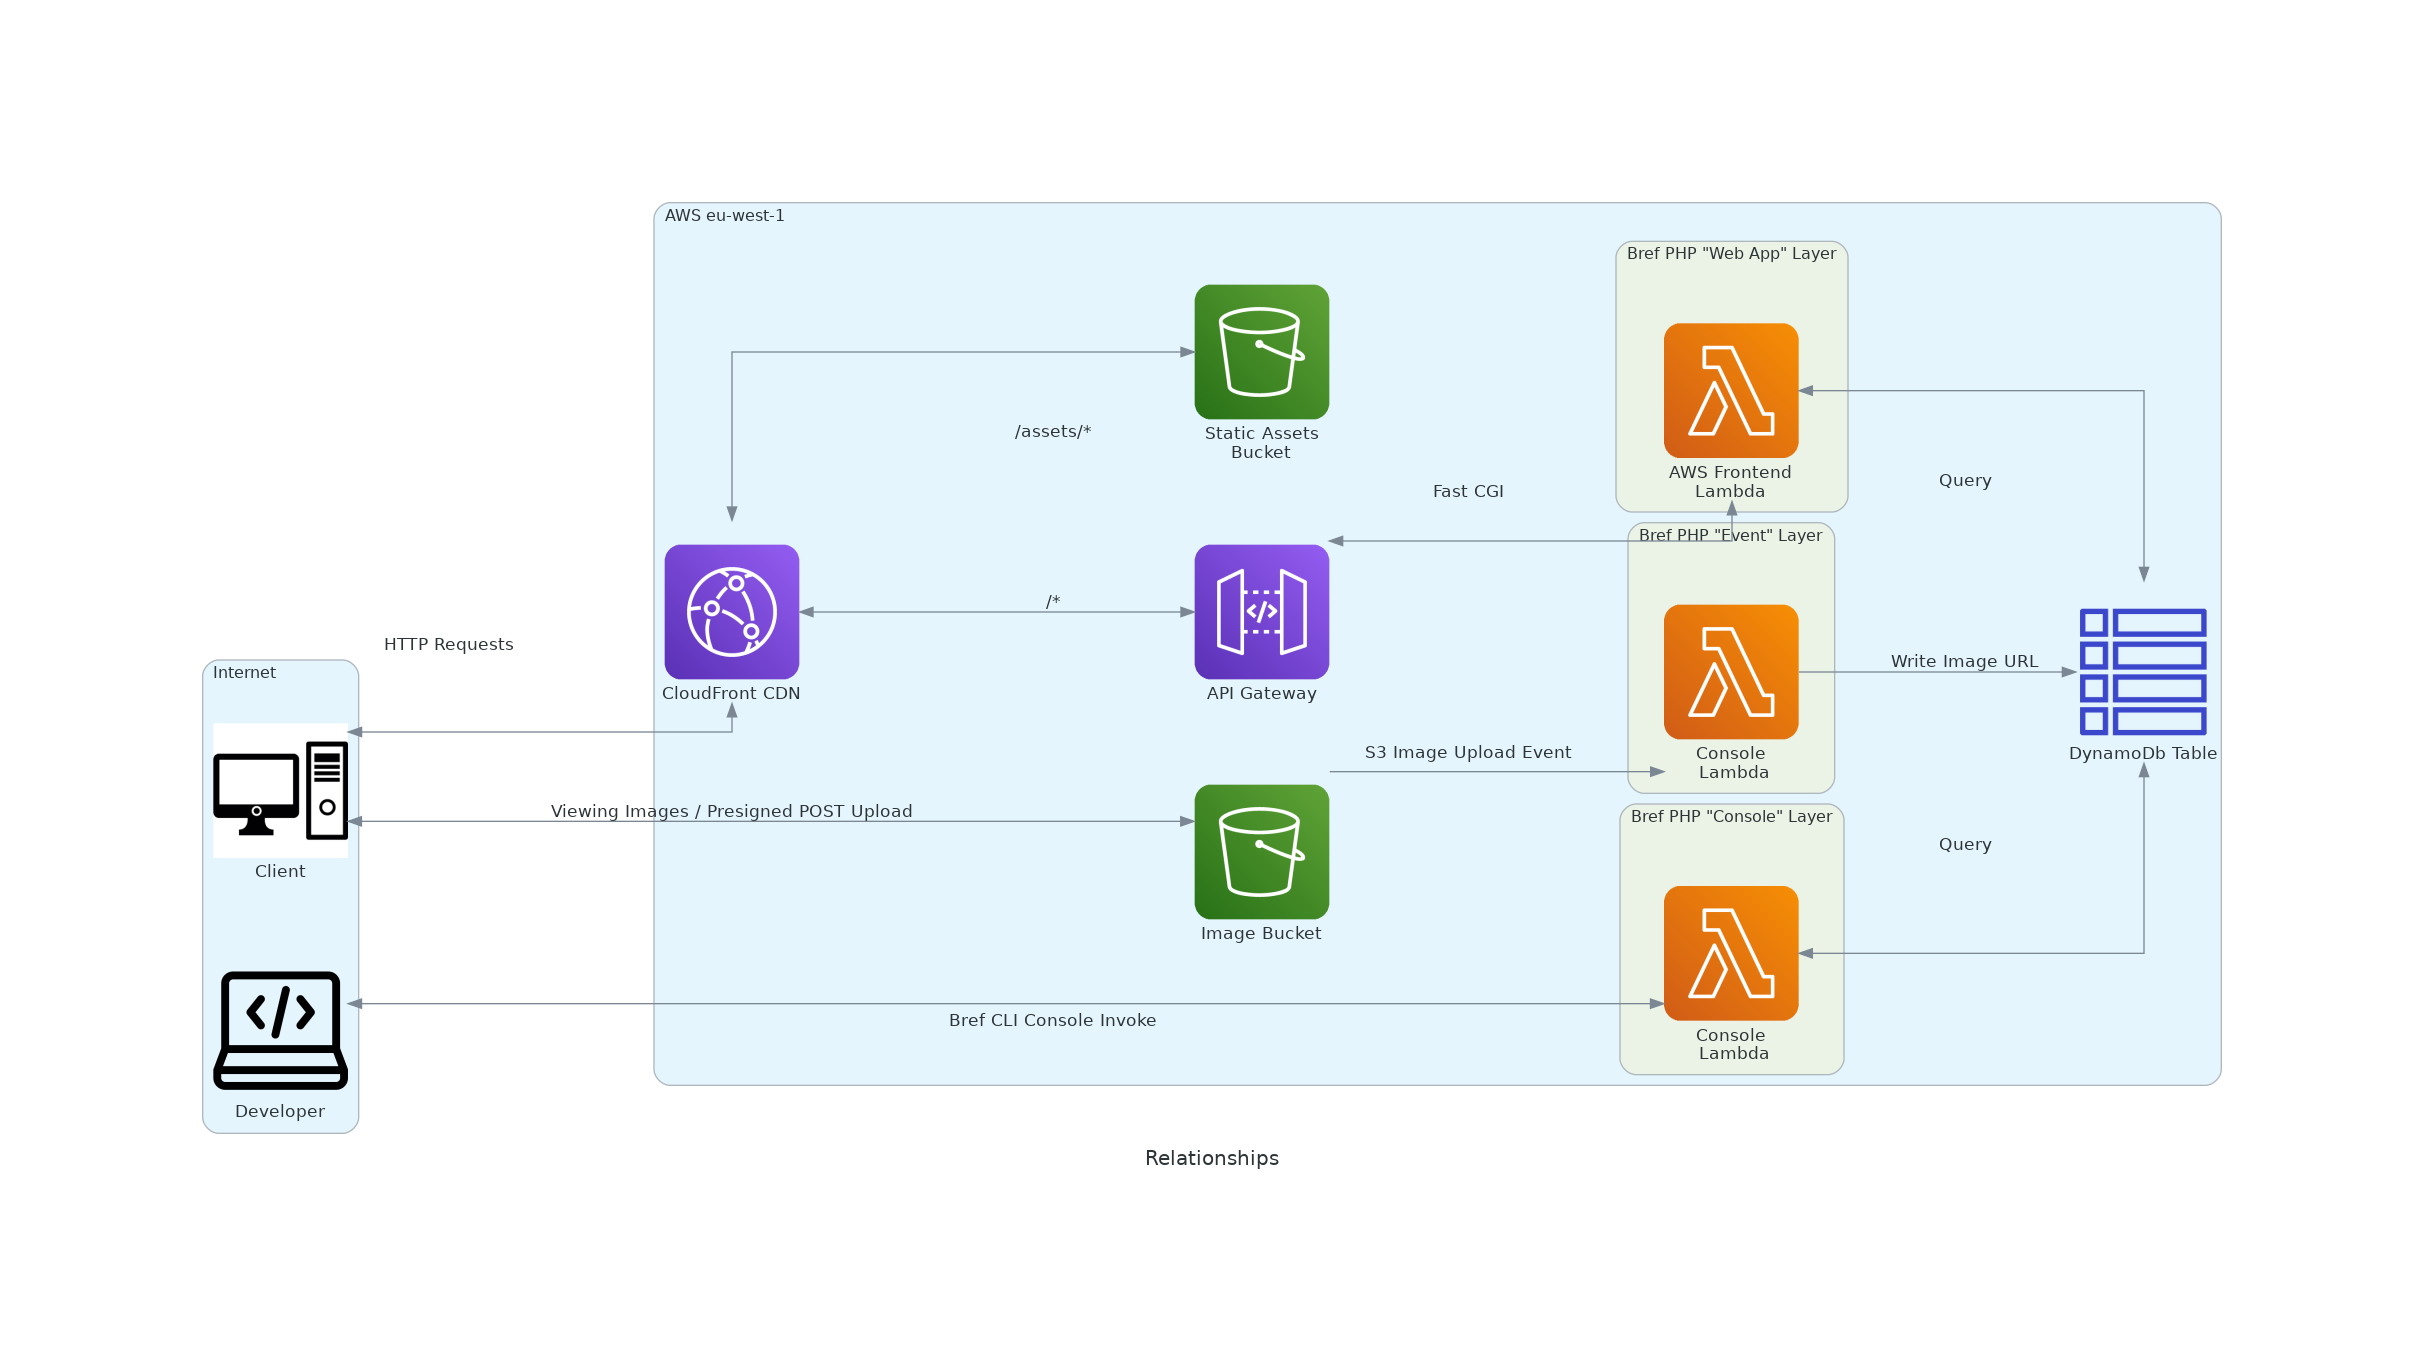 AWS eu-west-1
Bref PHP "Web App" Layer
/assets/*
Static Assets
Bucket
AWS Frontend
Lambda
Query
Fast CGI
Bref PHP "Event" Layer
/*
HTTP Requests
Internet
CloudFront CDN
API Gateway
Write Image URL
S3 Image Upload Event
Console
Lambda
DynamoDb Table
Viewing Images / Presigned POST Upload
Bref PHP "Console" Layer
Query
Client
Image Bucket
Bref CLI Console Invoke
Console
Lambda
Developer
Relationships